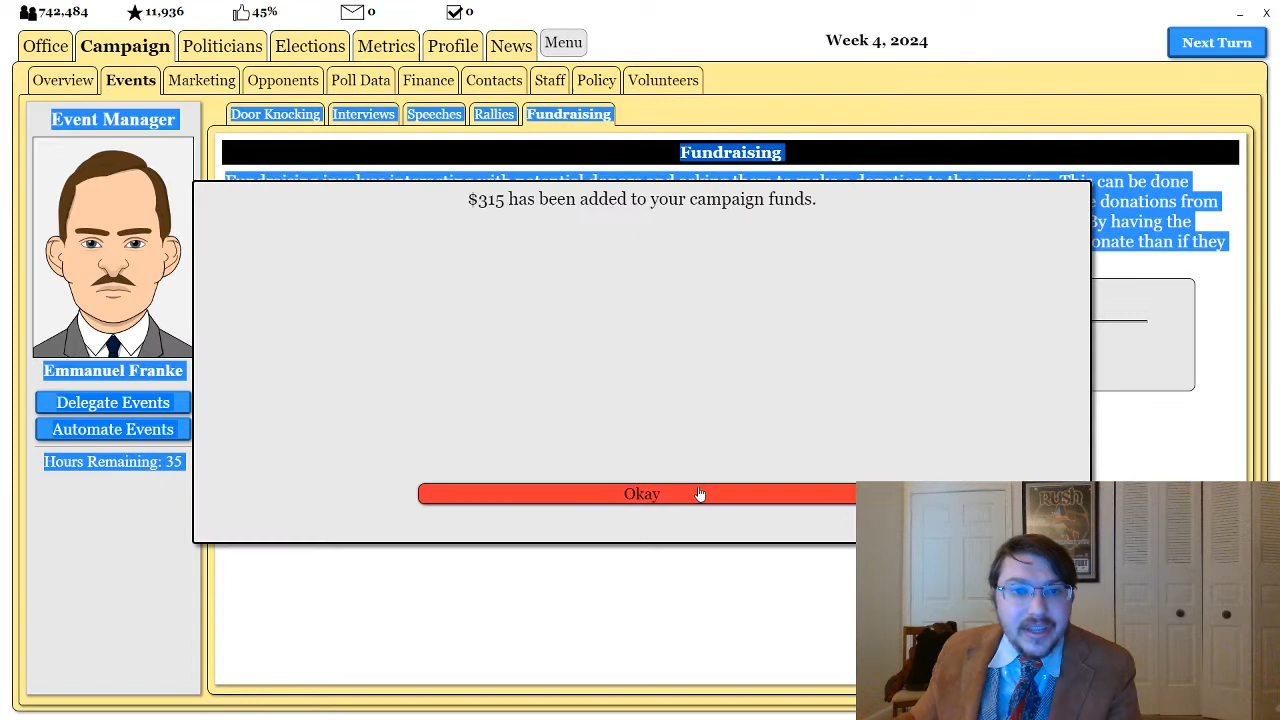 742,484 11,936 45% 0 0
_ X
Office Campaign Politicians Elections Metrics Profile News Menu
Week 4, 2024
Next Turn
Overview Events Marketing Opponents Poll Data Finance Contacts Staff Policy Volunteers
Event Manager
Door Knocking Interviews Speeches Rallies Fundraising
Fundraising
This can be done
e donations from
By having the
onate than if they
$315 has been added to your campaign funds.
Okay
Emmanuel Franke
Delegate Events
Automate Events
Hours Remaining: 35
RUSH